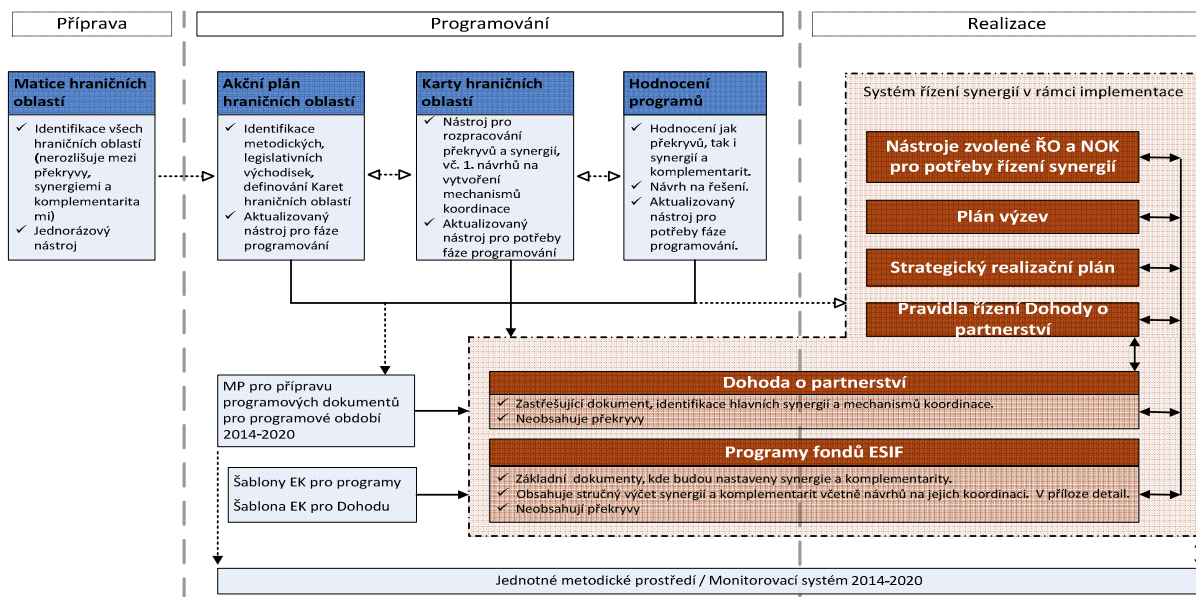 Příprava
Programování
Realizace
Matice hraničních
oblastí
✓ Identifikace všech
hraničních oblastí
(nerozlišuje mezi
překryvy,
synergiemi a
komplementarita
mi)
✓ Jednorázový
nástroj
Akční plán
hraničních oblastí
✓ Identifikace
metodických,
legislativních
východisek,
definování Karet
hraničních oblastí
✓ Aktualizovaný
nástroj pro fáze
programování
Karty hraničních
oblastí
✓ Nástroj pro
rozpracování
překryvů a synergií,
vč. 1. návrhů na
vytvoření
mechanismů
koordinace
✓ Aktualizovaný
nástroj pro potřeby
fáze programování
Hodnocení
programů
✓ Hodnocení jak
překryvů, tak i
synergií a
komplementarit.
✓ Návrh na řešení.
✓ Aktualizovaný
nástroj pro
potřeby fáze
programování.
Systém řízení synergií v rámci implementace
Nástroje zvolené ŘO a NOK
pro potřeby řízení synergií
Plán výzev
Strategický realizační plán
Pravidla řízení Dohody o
partnerství
MP pro přípravu
programových dokumentů
pro programové období
2014-2020
Dohoda o partnerství
✓ Zastřešující dokument, identifikace hlavních synergií a mechanismů koordinace.
✓ Neobsahuje překryvy
Šablony EK pro programy
Šablona EK pro Dohodu
Programy fondů ESIF
✓ Základní dokumenty, kde budou nastaveny synergie a komplementarity.
✓ Obsahuje stručný výčet synergií a komplementarit včetně návrhů na jejich koordinaci. V příloze detail.
✓ Neobsahují překryvy
Jednotné metodické prostředí / Monitorovací systém 2014-2020